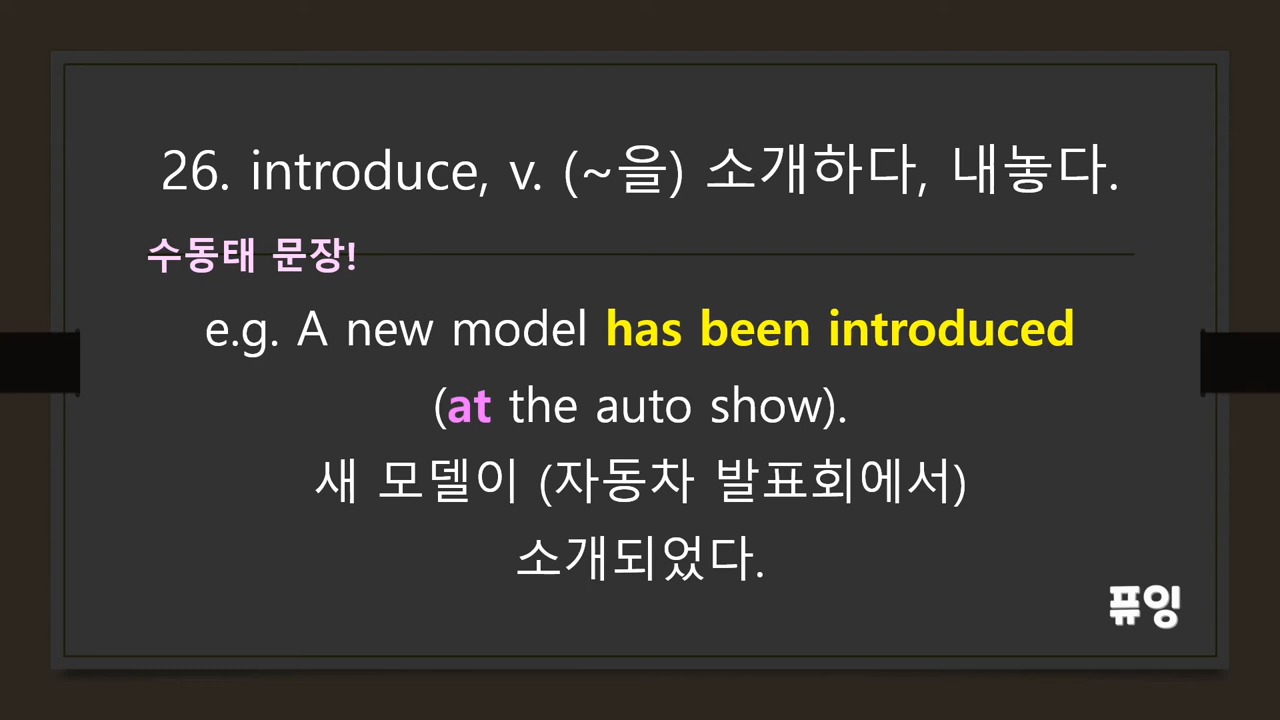 26. introduce, v. (~을) 소개하다, 내놓다.
수동태 문장!
e.g. A new model has been introduced
(at the auto show).
새 모델이 (자동차 발표회에서)
소개되었다.
퓨잉